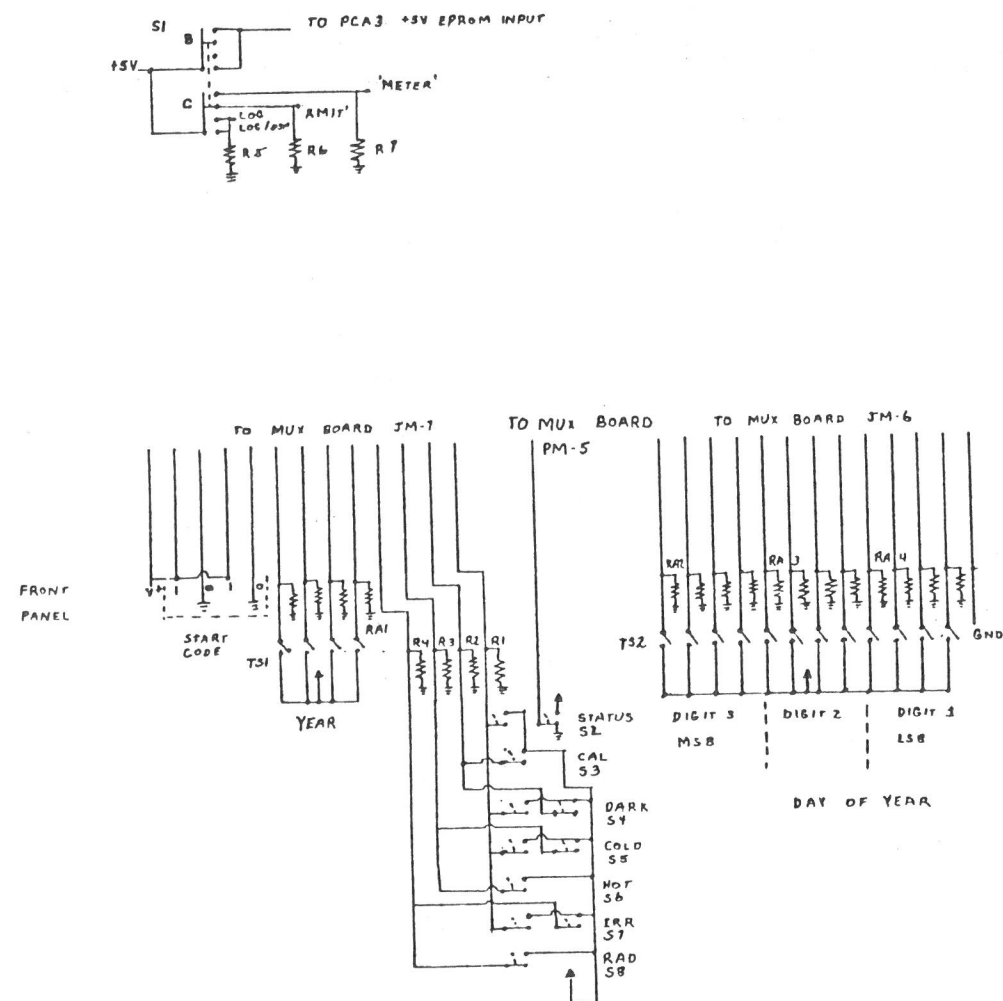 S1
TO PCA3 +5V EPROM INPUT
B
+5V
'METER'
C
LOG
RMIT'
R5
R6
TO MUX BOARD JM-7
TO MUX BOARD
PM-5
TO MUX BOARD JM-6
FRONT
PANEL
START
CODE
TS1
RA1
YEAR
R4
R3
R2
R1
RA2
RA 3
RA 4
TS2
GND
DIGIT 3
MSB
DIGIT 2
DIGIT 1
LSB
DAY OF YEAR
STATUS
S2
CAL
S3
DARK
S4
COLD
S5
HOT
S6
IRR
S7
RAD
S8